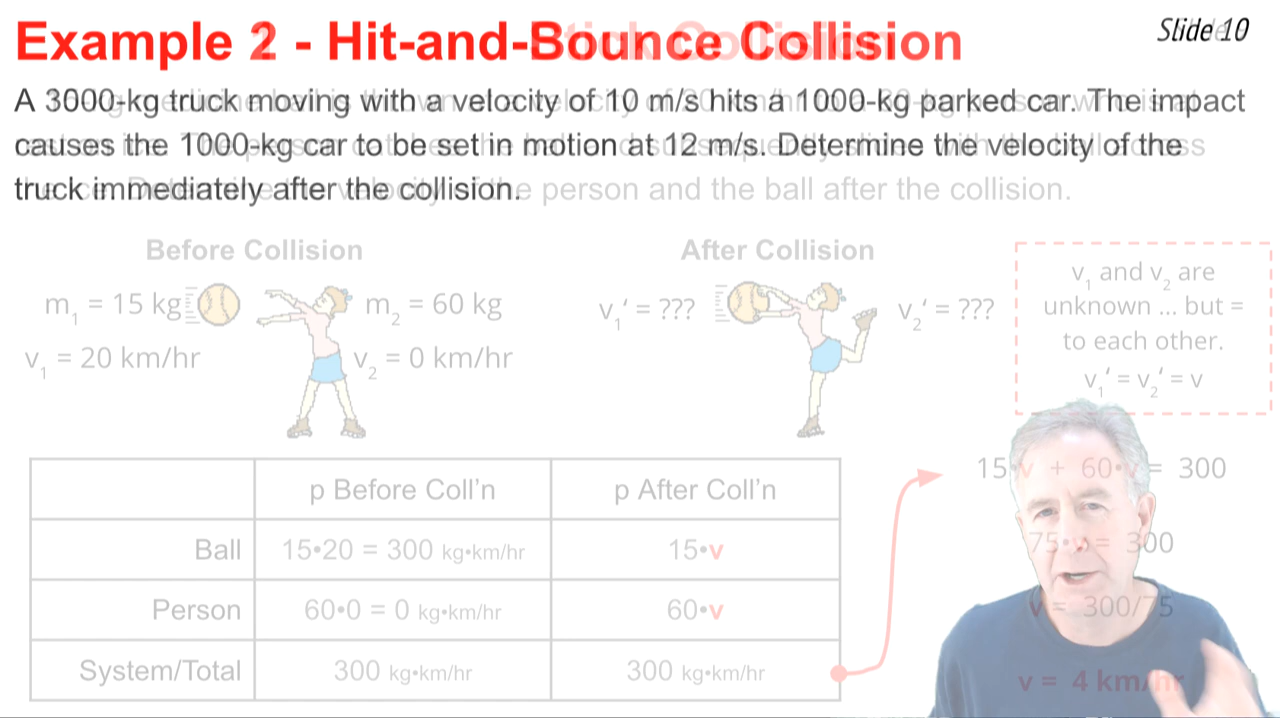 Example 2 - Hit-and-Bounce Collision
Slide 10
A 3000-kg truck moving with a velocity of 10 m/s hits a 1000-kg parked car. The impact
causes the 1000-kg car to be set in motion at 12 m/s. Determine the velocity of the
truck immediately after the collision.
person and the ball after the collision.
Before Collision
After Collision
m1 = 15 kg
m2 = 60 kg
v1 = 20 km/hr
v2 = 0 km/hr
v1′ = ???
v2′ = ???
v1 and v2 are
unknown ... but =
to each other.
v1′ = v2′ = v
p Before Coll'n
p After Coll'n
Ball
15•20 = 300 kg•km/hr
15•v
Person
60•0 = 0 kg•km/hr
60•v
System/Total
300 kg•km/hr
300 kg•km/hr
15•v + 60•v = 300
75•v = 300
v = 300/75
v = 4 km/hr